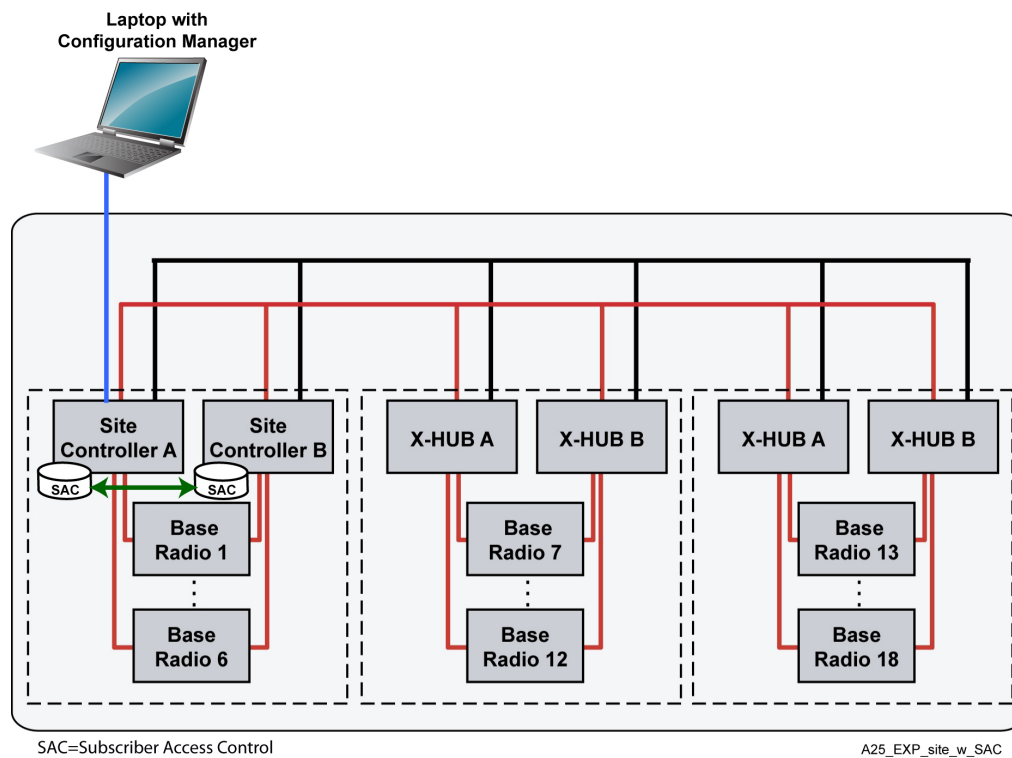 Laptop with
Configuration Manager
Site
Controller A
Site
Controller B
X-HUB A
X-HUB B
X-HUB A
X-HUB B
SAC
SAC
Base
Radio 1
Base
Radio 7
Base
Radio 13
Base
Radio 6
Base
Radio 12
Base
Radio 18
SAC=Subscriber Access Control
A25_EXP_site_w_SAC